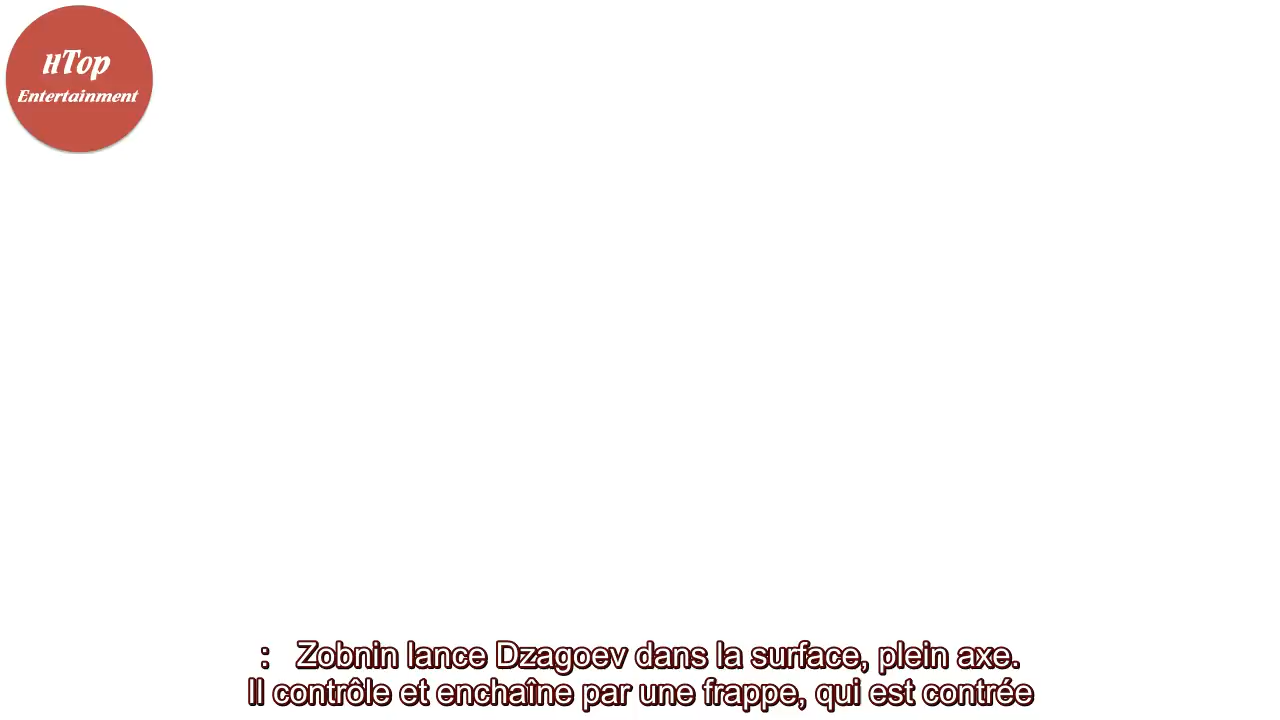 HTop
Entertainment
: Zobnin lance Dzagoev dans la surface, plein axe.
Il contrôle et enchaîne par une frappe, qui est contrée